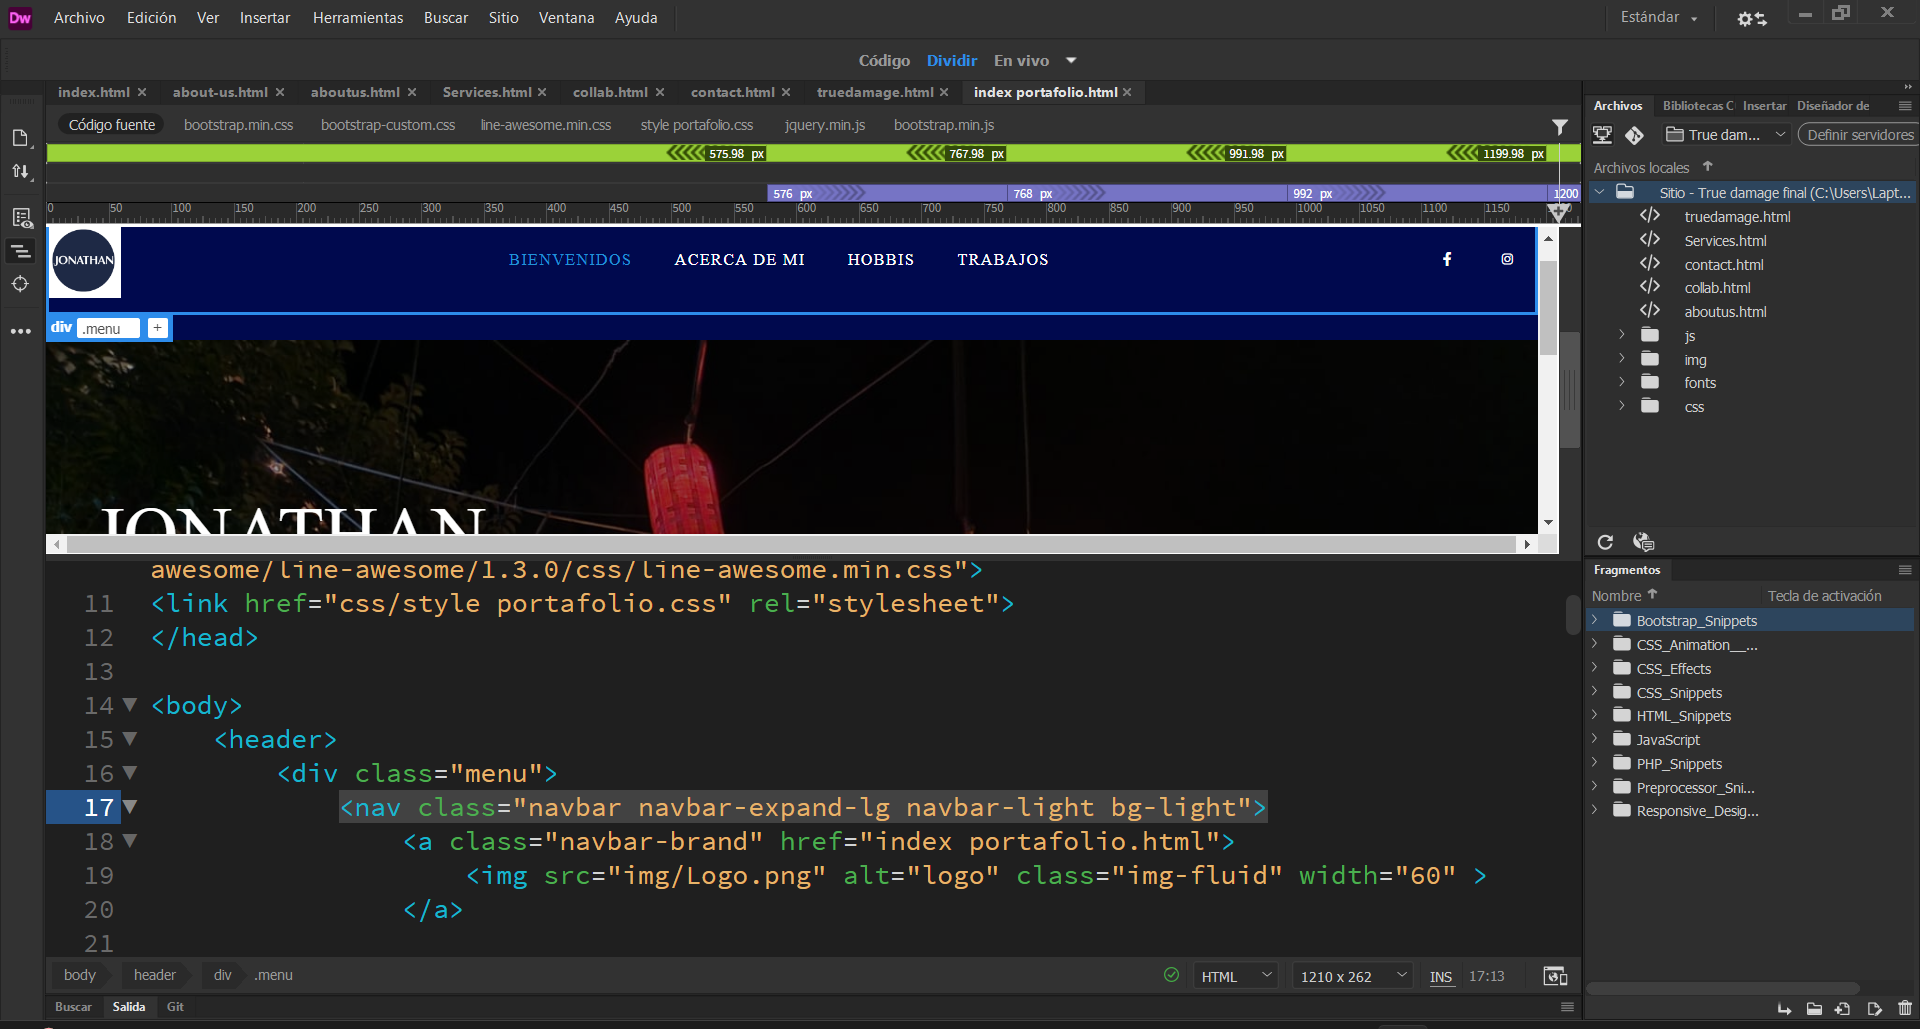 Dw Archivo Edición Ver Insertar Herramientas Buscar Sitio Ventana Ayuda Estándar
Código Dividir En vivo
index.html about-us.html aboutus.html Services.html collab.html contact.html truedamage.html index portafolio.html
Código fuente bootstrap.min.css bootstrap-custom.css line-awesome.min.css style portafolio.css jquery.min.js bootstrap.min.js
575.98 px 767.98 px 991.98 px 1199.98 px
576 px 768 px 992 px 1200
0 50 100 150 200 250 300 350 400 450 500 550 600 650 700 750 800 850 900 950 1000 1050 1100 1150
JONATHAN BIENVENIDOS ACERCA DE MI HOBBIS TRABAJOS
div .menu +
JONATHAN
awesome/line-awesome/1.3.0/css/line-awesome.min.css">
11 <link href="css/style portafolio.css" rel="stylesheet">
12 </head>
13
14 <body>
15 <header>
16 <div class="menu">
17 <nav class="navbar navbar-expand-lg navbar-light bg-light">
18 <a class="navbar-brand" href="index portafolio.html">
19 <img src="img/Logo.png" alt="logo" class="img-fluid" width="60" >
20 </a>
21
body header div .menu HTML 1210 x 262 INS 17:13
Buscar Salida Git
Archivos Bibliotecas C Insertar Diseñador de
True dam... Definir servidores
Archivos locales
Sitio - True damage final (C:\Users\Lapt...
truedamage.html
Services.html
contact.html
collab.html
aboutus.html
js
img
fonts
css
Fragmentos
Nombre Tecla de activación
Bootstrap_Snippets
CSS_Animation__...
CSS_Effects
CSS_Snippets
HTML_Snippets
JavaScript
PHP_Snippets
Preprocessor_Sni...
Responsive_Desig...